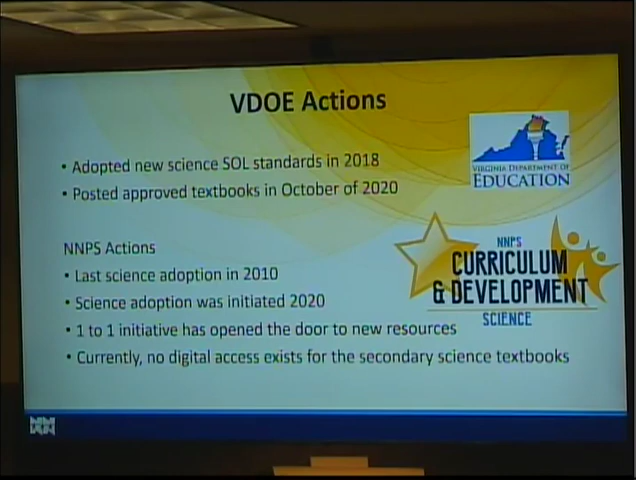 VDOE Actions
• Adopted new science SOL standards in 2018
• Posted approved textbooks in October of 2020
VIRGINIA DEPARTMENT OF
EDUCATION
NNPS Actions
• Last science adoption in 2010
• Science adoption was initiated 2020
• 1 to 1 initiative has opened the door to new resources
• Currently, no digital access exists for the secondary science textbooks
NNPS
CURRICULUM
& DEVELOPMENT
SCIENCE